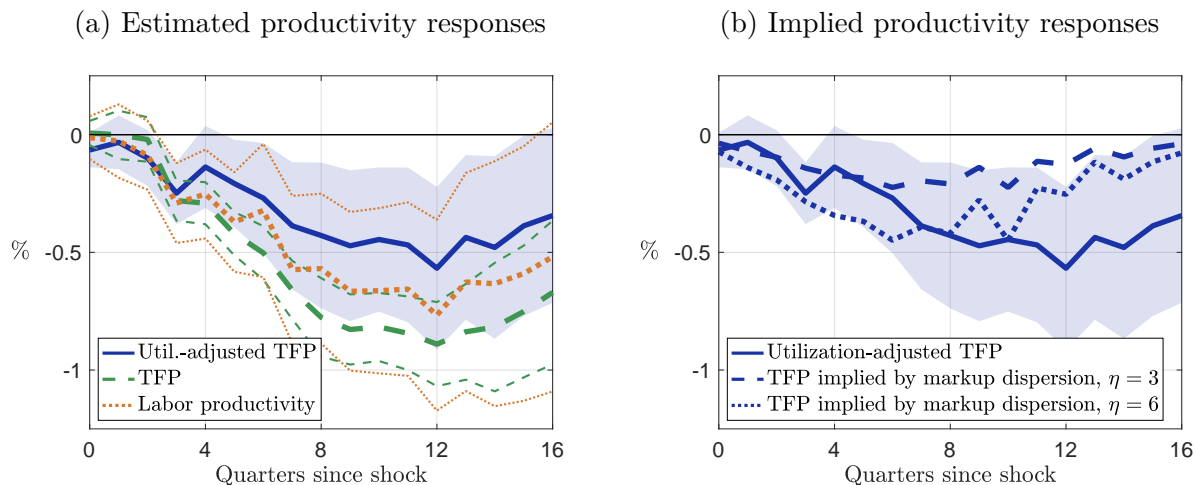 (a) Estimated productivity responses
%
0
-0.5
-1
Util.-adjusted TFP
TFP
Labor productivity
0 4 8 12 16
Quarters since shock
(b) Implied productivity responses
%
0
-0.5
-1
Utilization-adjusted TFP
TFP implied by markup dispersion, η = 3
TFP implied by markup dispersion, η = 6
0 4 8 12 16
Quarters since shock